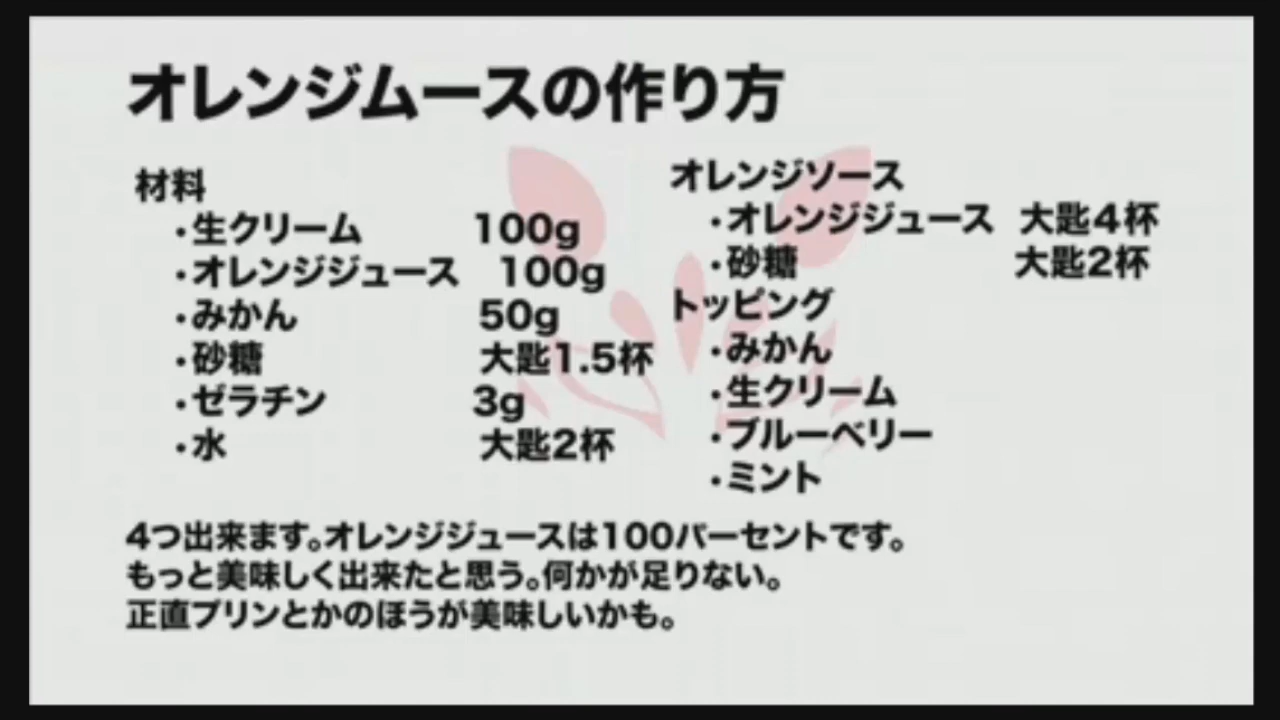 オレンジムースの作り方
材料
・生クリーム 100g
・オレンジジュース 100g
・みかん 50g
・砂糖 大匙1.5杯
・ゼラチン 3g
・水 大匙2杯
オレンジソース
・オレンジジュース 大匙4杯
・砂糖 大匙2杯
トッピング
・みかん
・生クリーム
・ブルーベリー
・ミント
4つ出来ます。オレンジジュースは100パーセントです。
もっと美味しく出来たと思う。何かが足りない。
正直プリンとかのほうが美味しいかも。